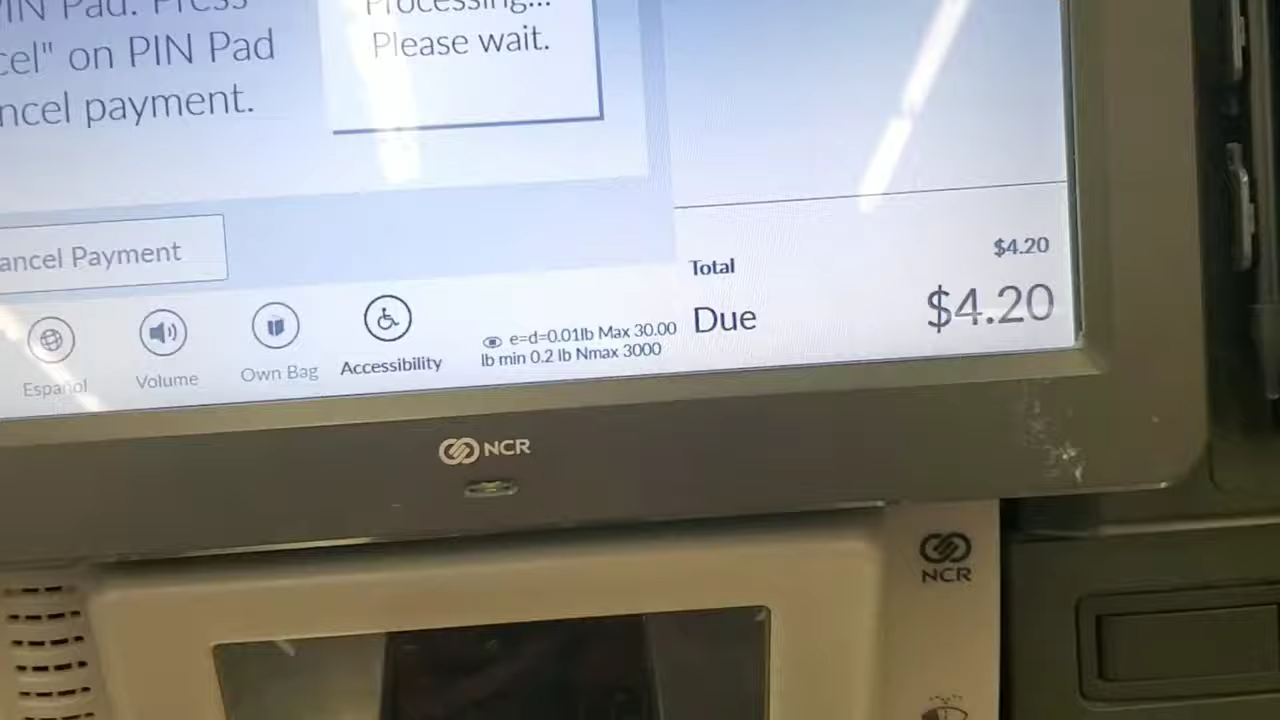 PIN Pad. Press
cel" on PIN Pad
ncel payment.
Processing...
Please wait.
ancel Payment
$4.20
Total
Due
$4.20
Español
Volume
Own Bag
Accessibility
e=d=0.01lb Max 30.00
lb min 0.2 lb Nmax 3000
NCR
NCR